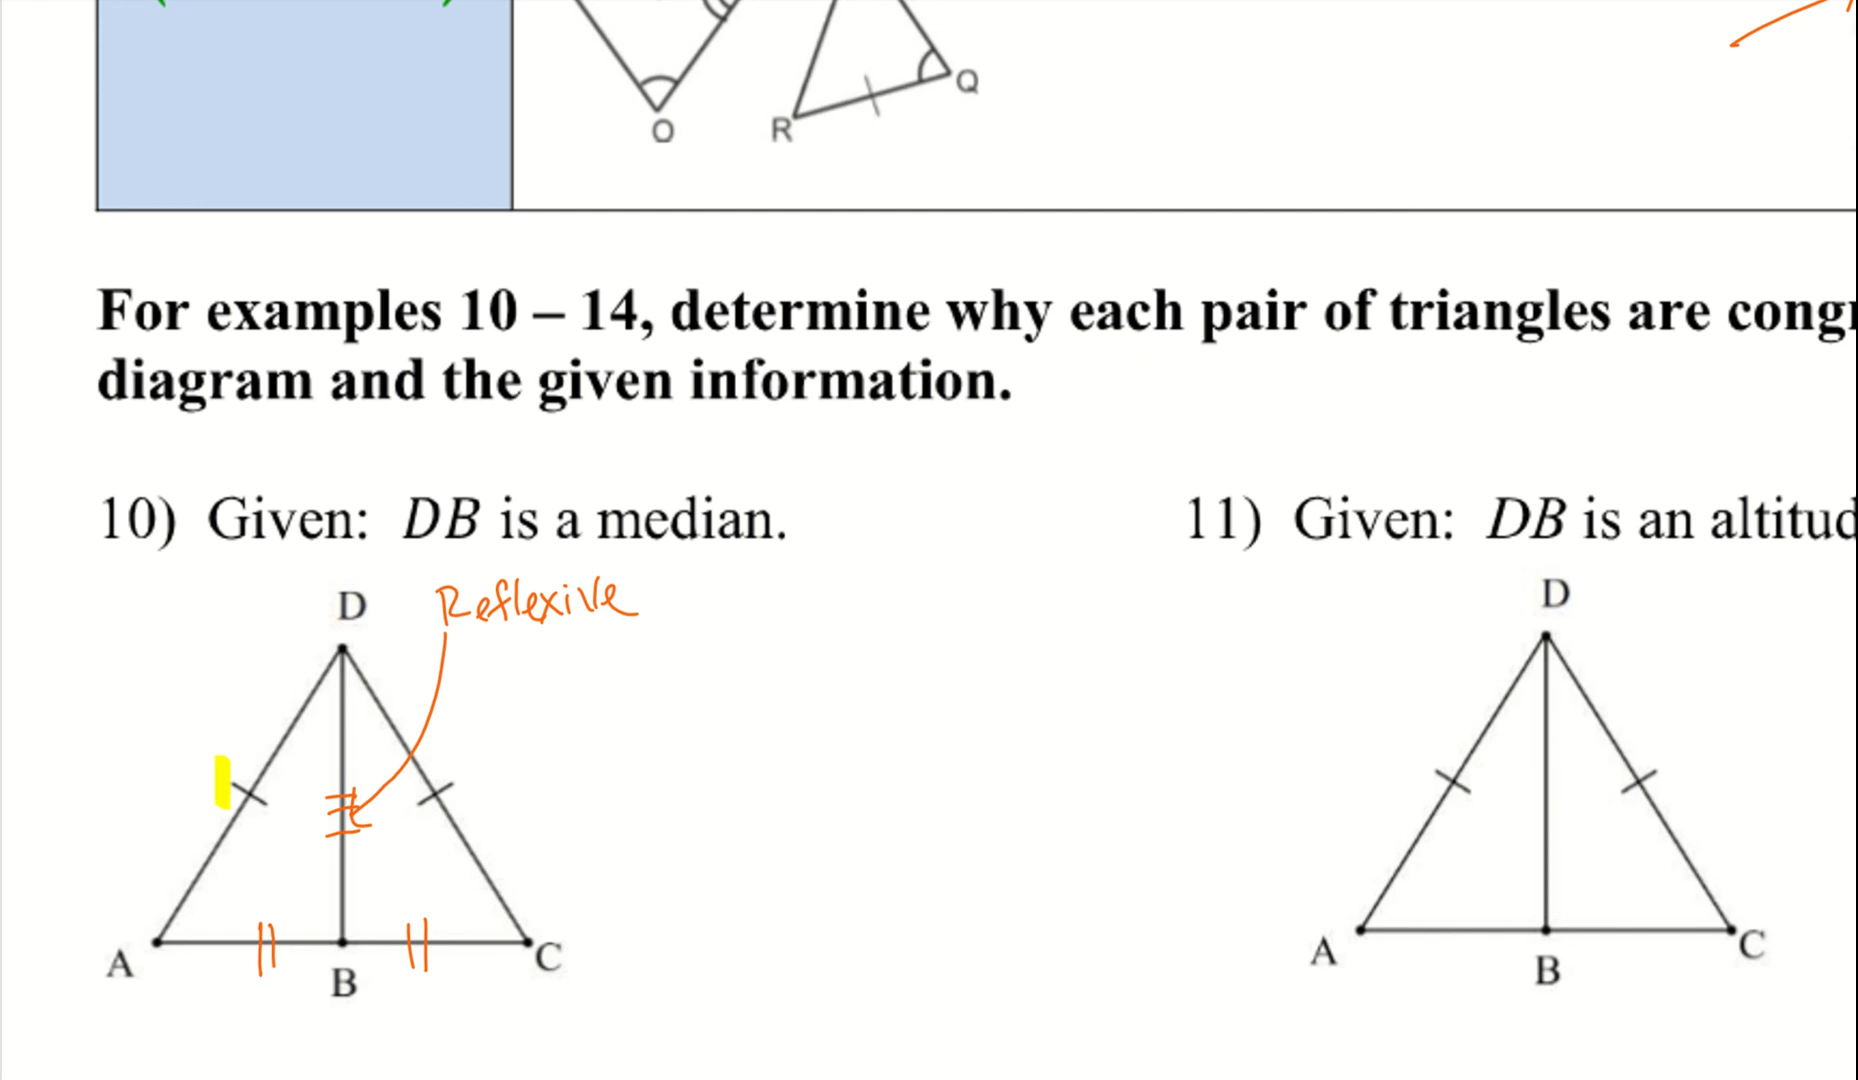 O
R
Q
For examples 10 – 14, determine why each pair of triangles are cong
diagram and the given information.
10) Given: DB is a median.
11) Given: DB is an altitud
D
Reflexive
A
B
C
D
A
B
C